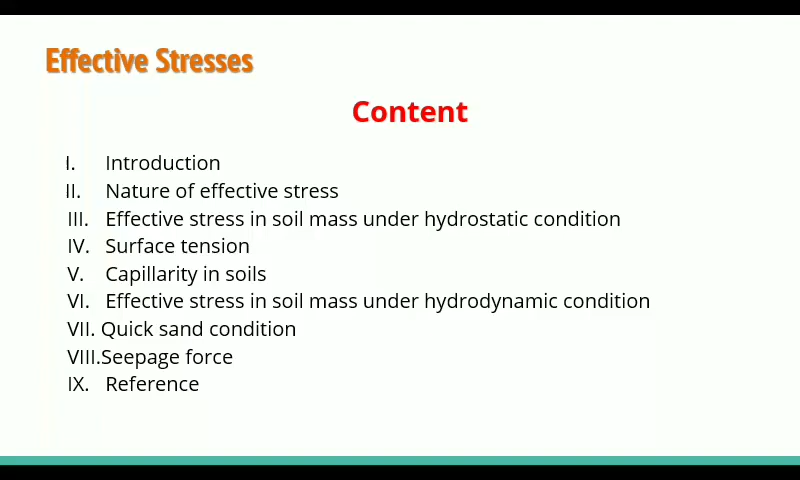 Effective Stresses
Content
I. Introduction
II. Nature of effective stress
III. Effective stress in soil mass under hydrostatic condition
IV. Surface tension
V. Capillarity in soils
VI. Effective stress in soil mass under hydrodynamic condition
VII. Quick sand condition
VIII.Seepage force
IX. Reference